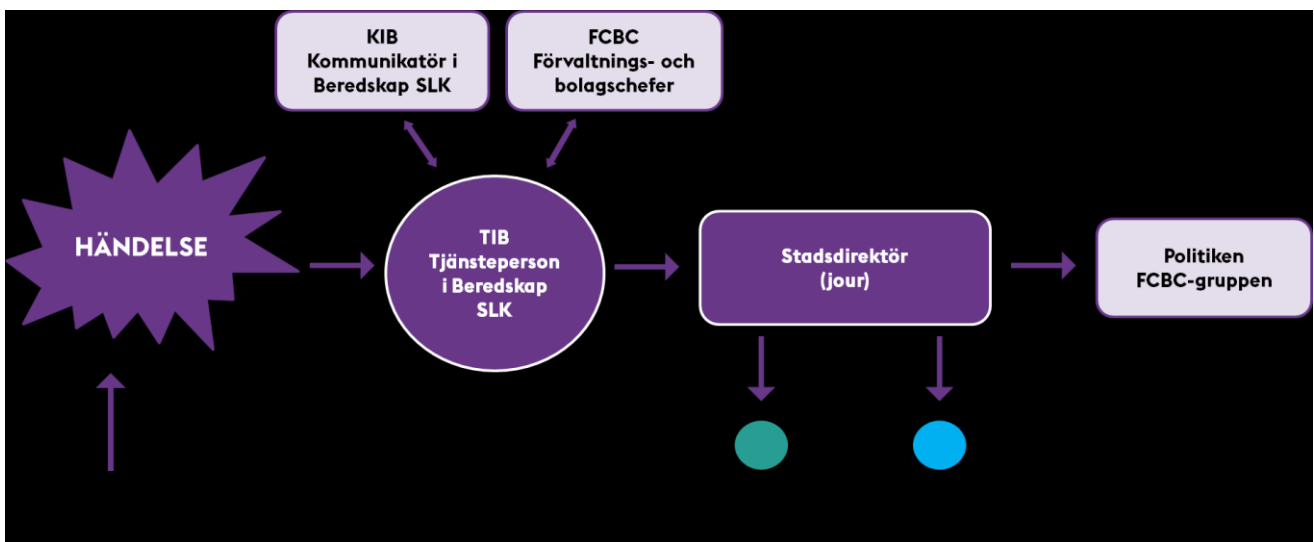 KIB
Kommunikatör i
Beredskap SLK
FCBC
Förvaltnings- och
bolagschefer
HÄNDELSE
TIB
Tjänsteperson
i Beredskap
SLK
Stadsdirektör
(jour)
Politiken
FCBC-gruppen